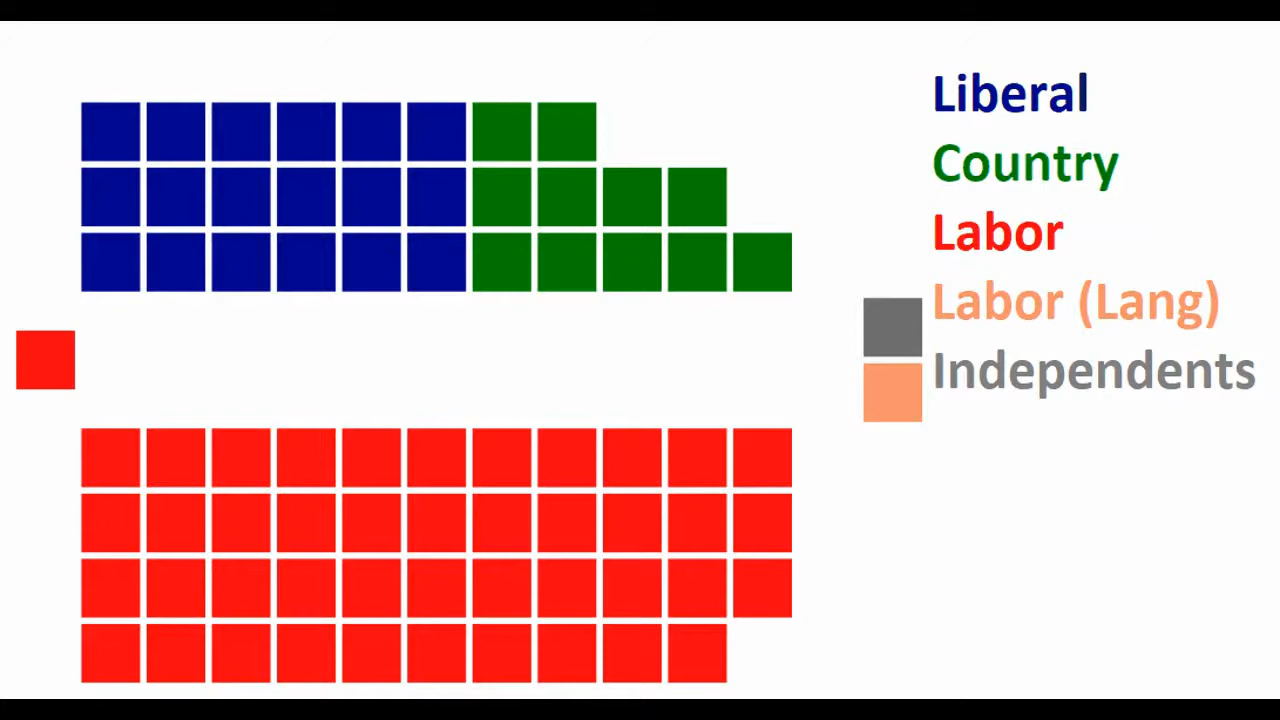 Liberal
Country
Labor
Labor (Lang)
Independents